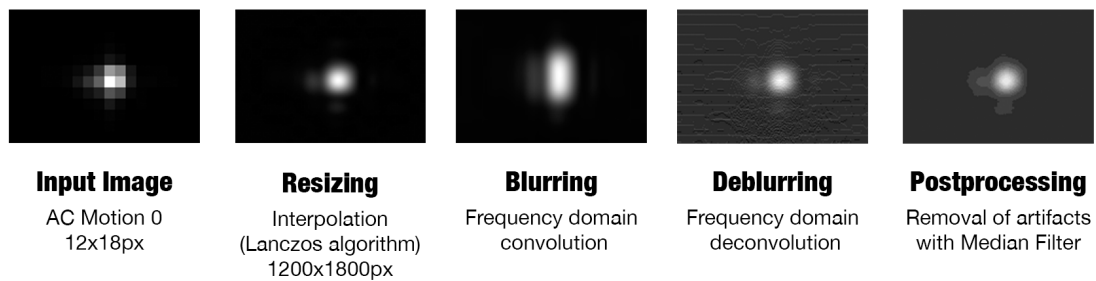 Input Image
AC Motion 0
12x18px
Resizing
Interpolation
(Lanczos algorithm)
1200x1800px
Blurring
Frequency domain
convolution
Deblurring
Frequency domain
deconvolution
Postprocessing
Removal of artifacts
with Median Filter